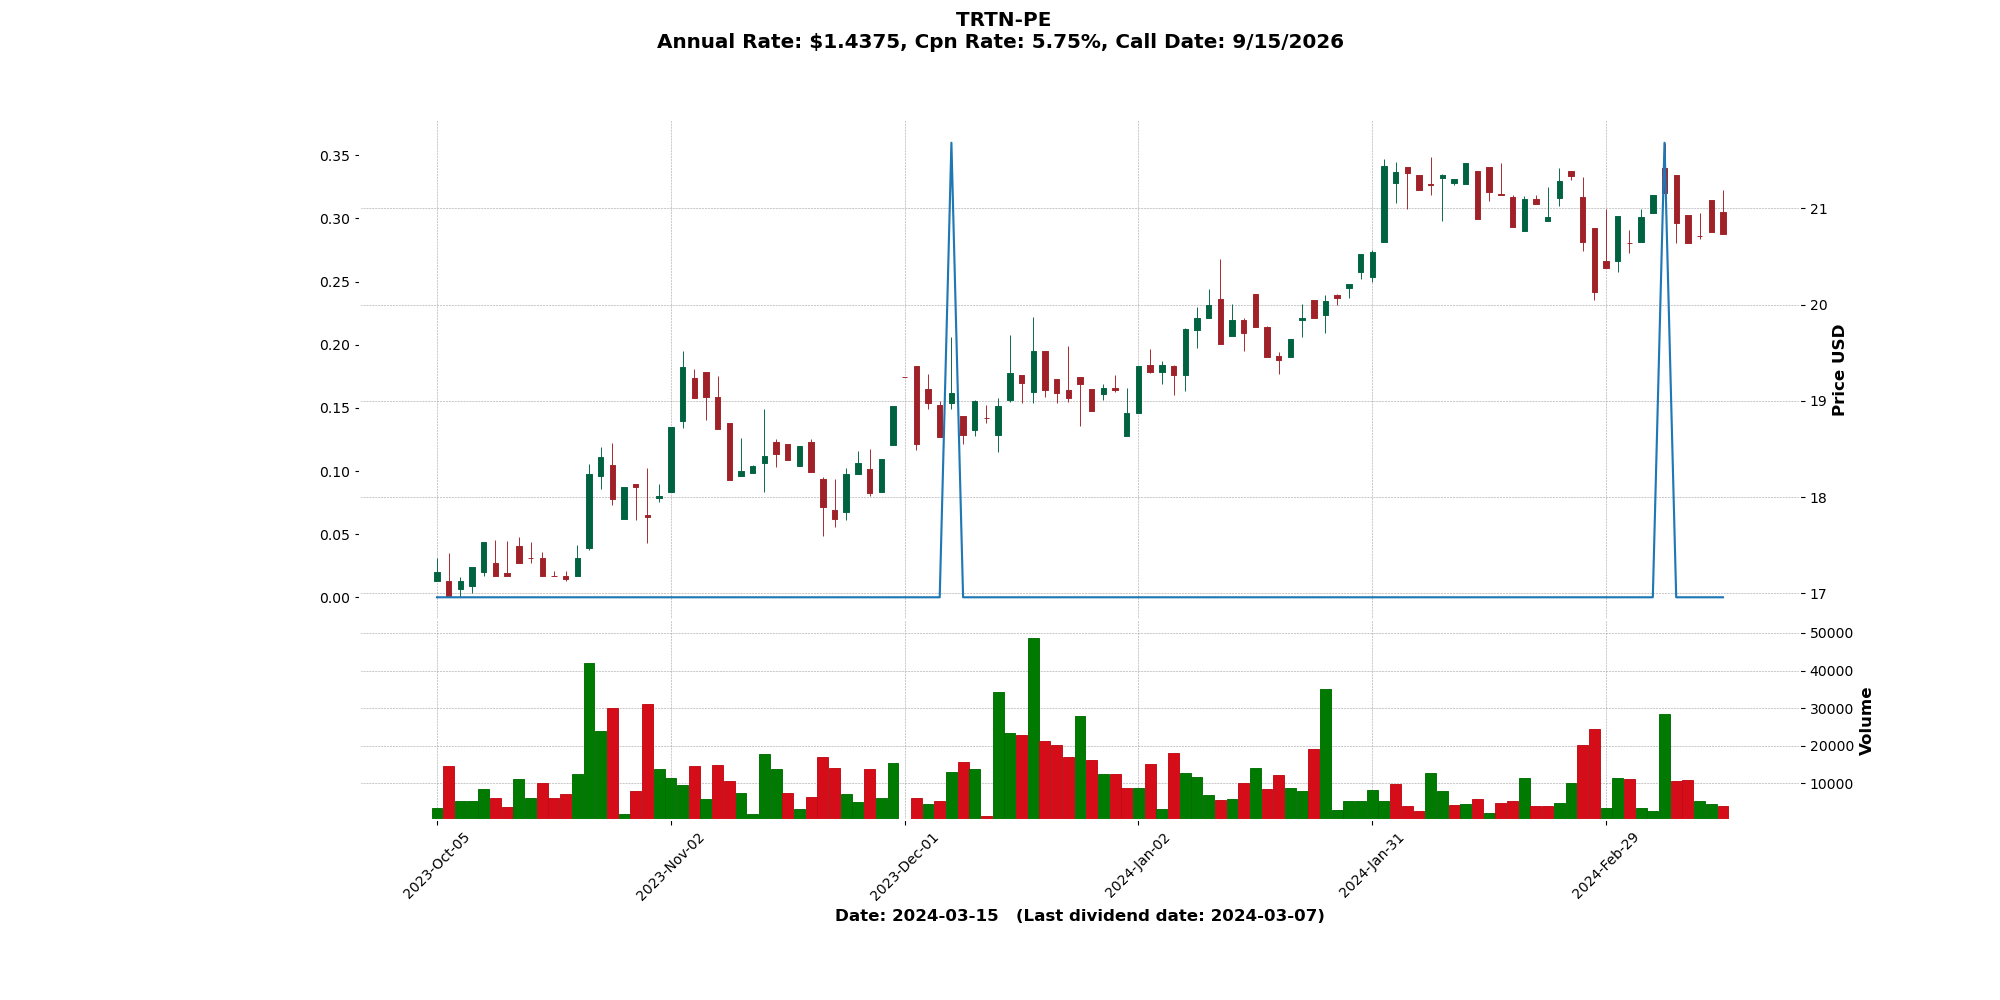 TRTN-PE
Annual Rate: $1.4375, Cpn Rate: 5.75%, Call Date: 9/15/2026
0.35
0.30
0.25
0.20
0.15
0.10
0.05
0.00
21
20
19
18
17
Price USD
50000
40000
30000
20000
10000
Volume
2023-Oct-05
2023-Nov-02
2023-Dec-01
2024-Jan-02
2024-Jan-31
2024-Feb-29
Date: 2024-03-15 (Last dividend date: 2024-03-07)